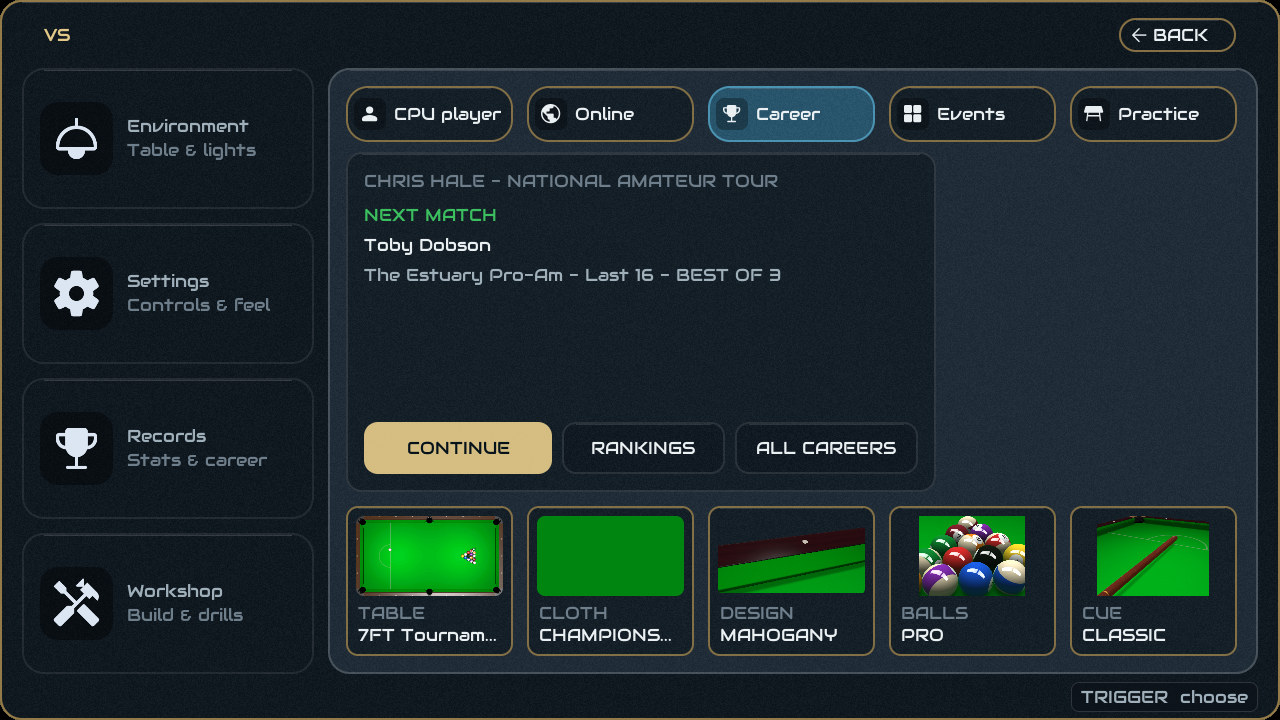 VS
← BACK
Environment
Table & lights
Settings
Controls & feel
Records
Stats & career
Workshop
Build & drills
CPU player
Online
Career
Events
Practice
CHRIS HALE - NATIONAL AMATEUR TOUR
NEXT MATCH
Toby Dobson
The Estuary Pro-Am - Last 16 - BEST OF 3
CONTINUE
RANKINGS
ALL CAREERS
TABLE
7FT Tournam...
CLOTH
CHAMPIONS...
DESIGN
MAHOGANY
BALLS
PRO
CUE
CLASSIC
TRIGGER choose